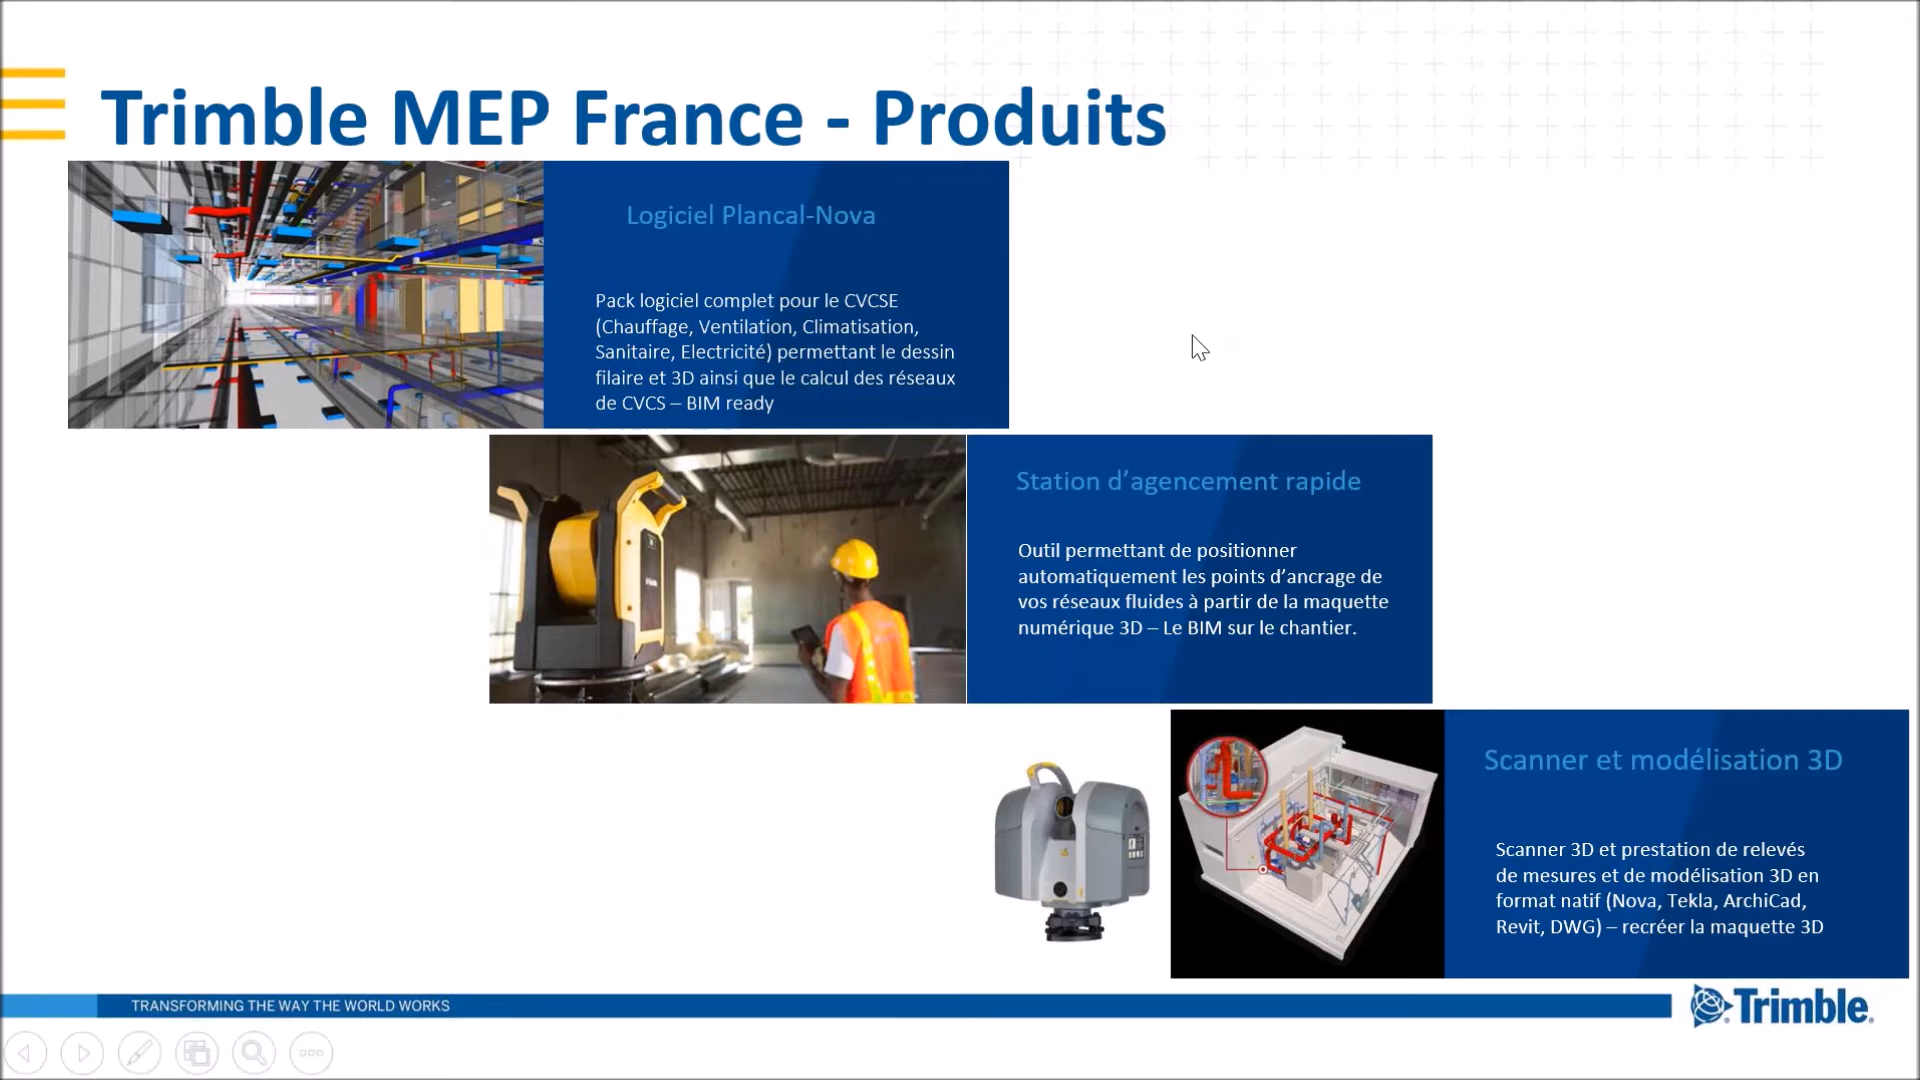 Trimble MEP France - Produits
Logiciel Plancal-Nova
Pack logiciel complet pour le CVCSE
(Chauffage, Ventilation, Climatisation,
Sanitaire, Electricité) permettant le dessin
filaire et 3D ainsi que le calcul des réseaux
de CVCS – BIM ready
Station d’agencement rapide
Outil permettant de positionner
automatiquement les points d’ancrage de
vos réseaux fluides à partir de la maquette
numérique 3D – Le BIM sur le chantier.
Scanner et modélisation 3D
Scanner 3D et prestation de relevés
de mesures et de modélisation 3D en
format natif (Nova, Tekla, ArchiCad,
Revit, DWG) – recréer la maquette 3D
TRANSFORMING THE WAY THE WORLD WORKS
Trimble